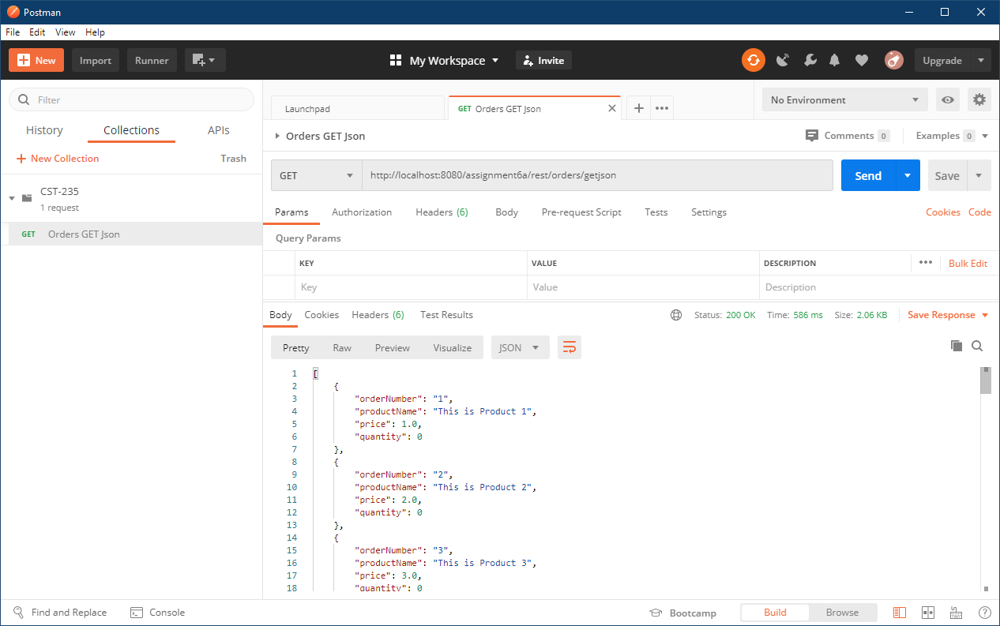 Postman
File Edit View Help
New Import Runner My Workspace Invite Upgrade
Filter
History Collections APIs
New Collection Trash
CST-235
1 request
GET Orders GET Json
Launchpad GET Orders GET Json No Environment
Orders GET Json Comments 0 Examples 0
GET http://localhost:8080/assignment6a/rest/orders/getjson Send Save
Params Authorization Headers (6) Body Pre-request Script Tests Settings Cookies Code
Query Params
KEY VALUE DESCRIPTION Bulk Edit
Key Value Description
Body Cookies Headers (6) Test Results Status: 200 OK Time: 586 ms Size: 2.06 KB Save Response
Pretty Raw Preview Visualize JSON
1 [
2 {
3 "orderNumber": "1",
4 "productName": "This is Product 1",
5 "price": 1.0,
6 "quantity": 0
7 },
8 {
9 "orderNumber": "2",
10 "productName": "This is Product 2",
11 "price": 2.0,
12 "quantity": 0
13 },
14 {
15 "orderNumber": "3",
16 "productName": "This is Product 3",
17 "price": 3.0,
18 "quantity": 0
Find and Replace Console Bootcamp Build Browse